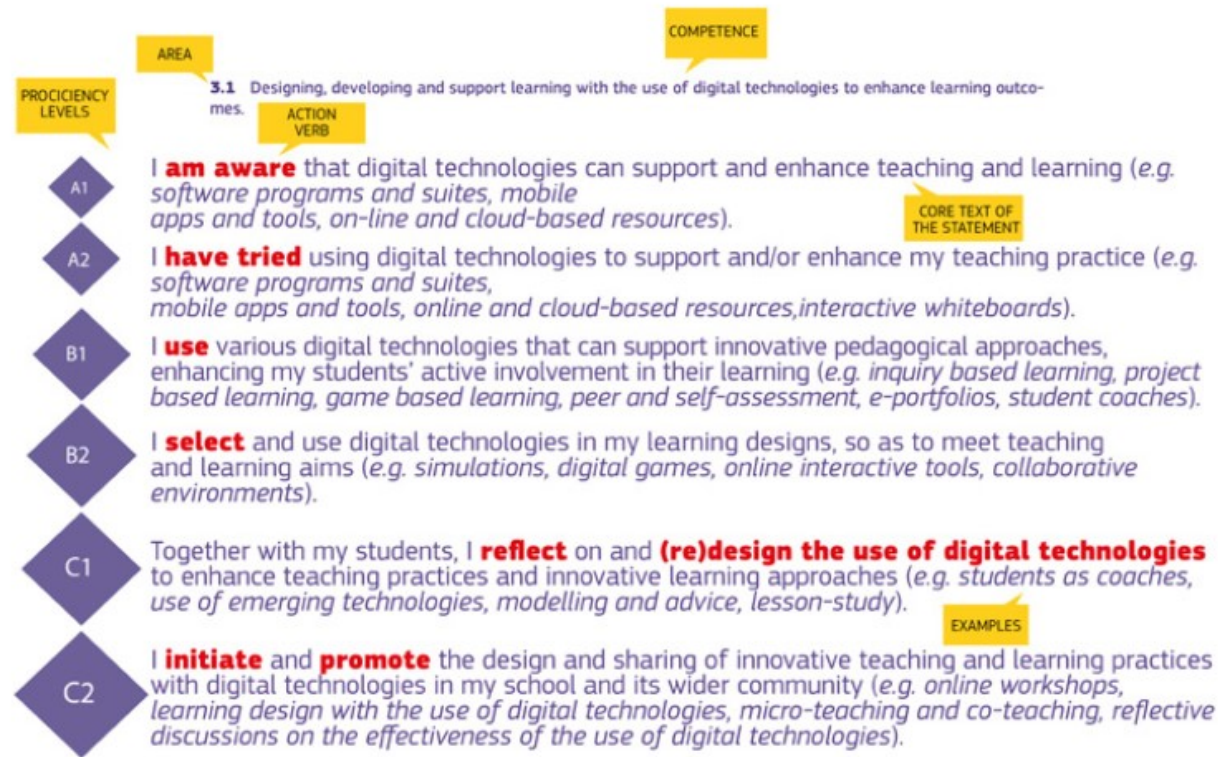 COMPETENCE
AREA
PROCICIENCY
LEVELS
3.1 Designing, developing and support learning with the use of digital technologies to enhance learning outco-
mes.
ACTION
VERB
A1
I am aware that digital technologies can support and enhance teaching and learning (e.g.
software programs and suites, mobile
apps and tools, on-line and cloud-based resources).
CORE TEXT OF
THE STATEMENT
A2
I have tried using digital technologies to support and/or enhance my teaching practice (e.g.
software programs and suites,
mobile apps and tools, online and cloud-based resources,interactive whiteboards).
B1
I use various digital technologies that can support innovative pedagogical approaches,
enhancing my students' active involvement in their learning (e.g. inquiry based learning, project
based learning, game based learning, peer and self-assessment, e-portfolios, student coaches).
B2
I select and use digital technologies in my learning designs, so as to meet teaching
and learning aims (e.g. simulations, digital games, online interactive tools, collaborative
environments).
C1
Together with my students, I reflect on and (re)design the use of digital technologies
to enhance teaching practices and innovative learning approaches (e.g. students as coaches,
use of emerging technologies, modelling and advice, lesson-study).
EXAMPLES
C2
I initiate and promote the design and sharing of innovative teaching and learning practices
with digital technologies in my school and its wider community (e.g. online workshops,
learning design with the use of digital technologies, micro-teaching and co-teaching, reflective
discussions on the effectiveness of the use of digital technologies).